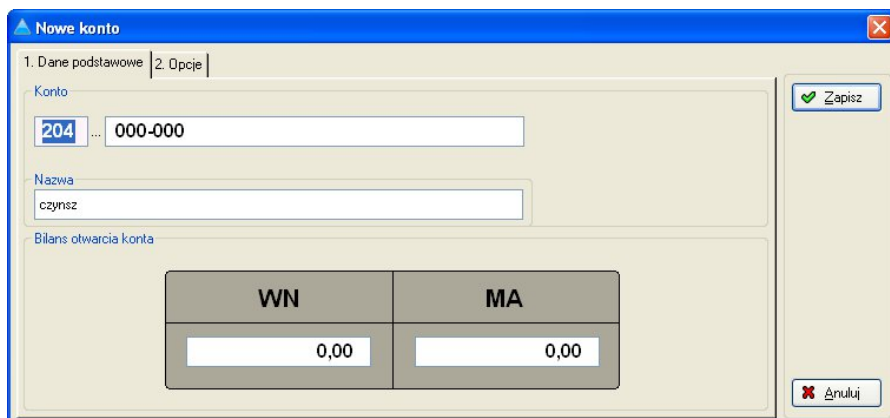 Nowe konto
1. Dane podstawowe 2. Opcje
Konto
204 ... 000-000
Zapisz
Nazwa
czynsz
Bilans otwarcia konta
WN MA
0,00 0,00
Anuluj